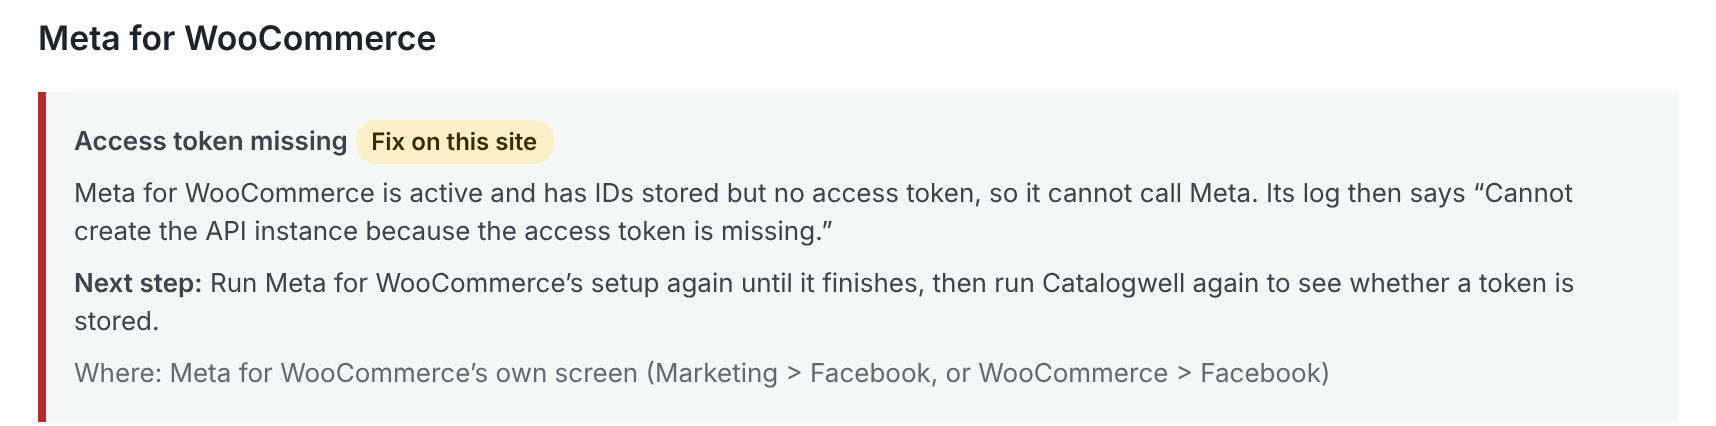 Meta for WooCommerce
Access token missing Fix on this site
Meta for WooCommerce is active and has IDs stored but no access token, so it cannot call Meta. Its log then says “Cannot
create the API instance because the access token is missing.”
Next step: Run Meta for WooCommerce’s setup again until it finishes, then run Catalogwell again to see whether a token is
stored.
Where: Meta for WooCommerce’s own screen (Marketing > Facebook, or WooCommerce > Facebook)